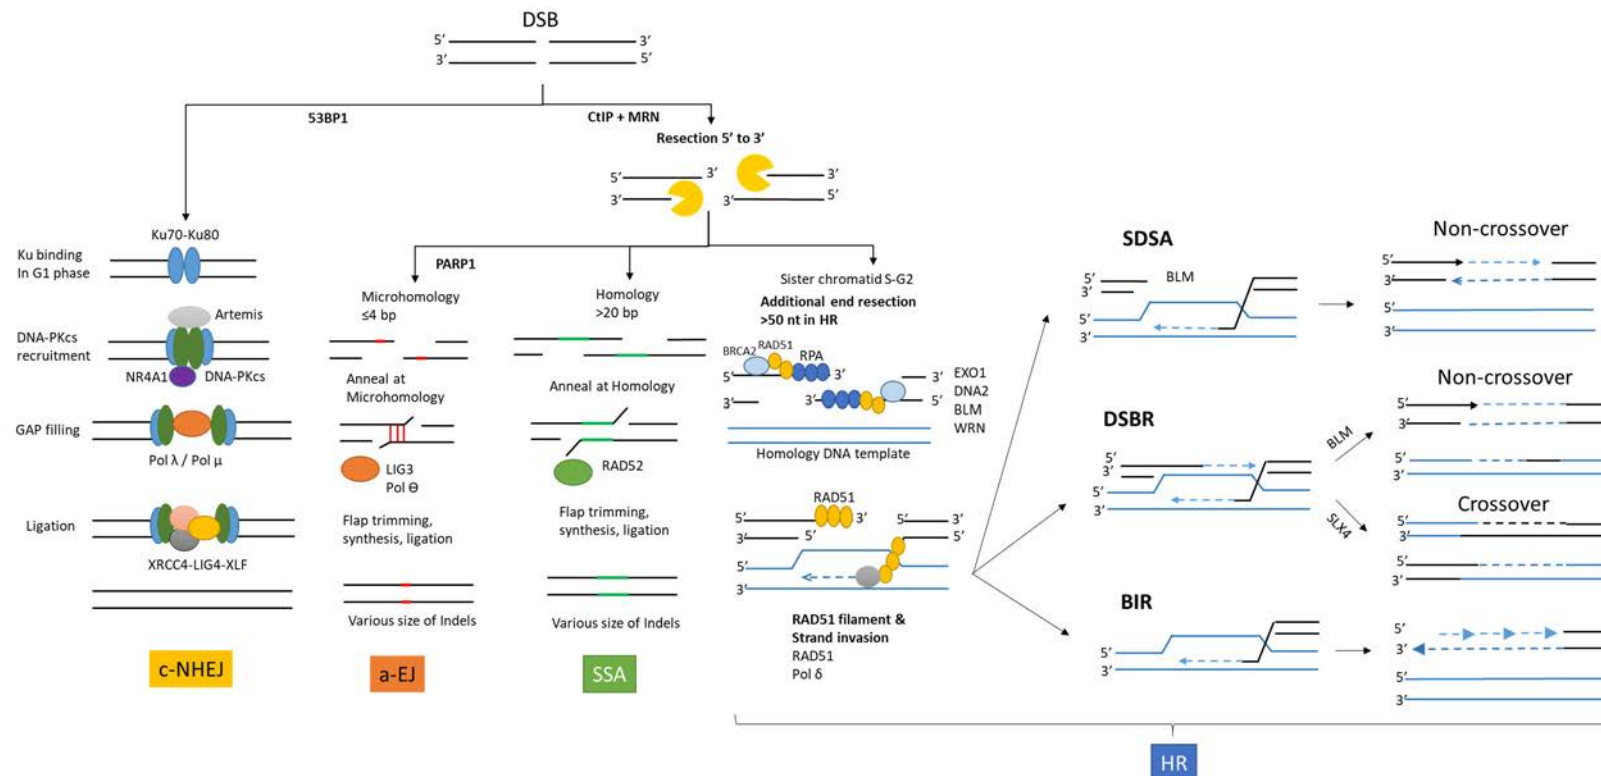 DSB
5’ 3’
3’ 5’
53BP1
CtIP + MRN
Resection 5’ to 3’
5’ 3’ 3’
3’ 3’ 5’
Ku70-Ku80
Ku binding
In G1 phase
Artemis
DNA-PKcs
recruitment
NR4A1 DNA-PKcs
GAP filling
Pol λ / Pol μ
Ligation
XRCC4-LIG4-XLF
c-NHEJ
PARP1
Microhomology
≤4 bp
Anneal at
Microhomology
LIG3
Pol Θ
Flap trimming,
synthesis, ligation
Various size of Indels
a-EJ
Homology
>20 bp
Anneal at Homology
RAD52
Flap trimming,
synthesis, ligation
Various size of Indels
SSA
Sister chromatid S-G2
Additional end resection
>50 nt in HR
BRCA2 RAD51 RPA
5’ 3’ 3’
3’ 3’ 5’
EXO1
DNA2
BLM
WRN
Homology DNA template
RAD51
5’ 3’ 5’ 3’
3’ 5’ 5’
5’
3’
RAD51 filament &
Strand invasion
RAD51
Pol δ
SDSA
5’
3’
BLM
5’
3’
Non-crossover
5’
3’
5’
3’
DSBR
5’
3’
5’
3’
BLM
SLX4
Non-crossover
5’
3’
5’
3’
Crossover
5’
3’
5’
3’
BIR
5’
3’
5’
3’
5’
3’
HR